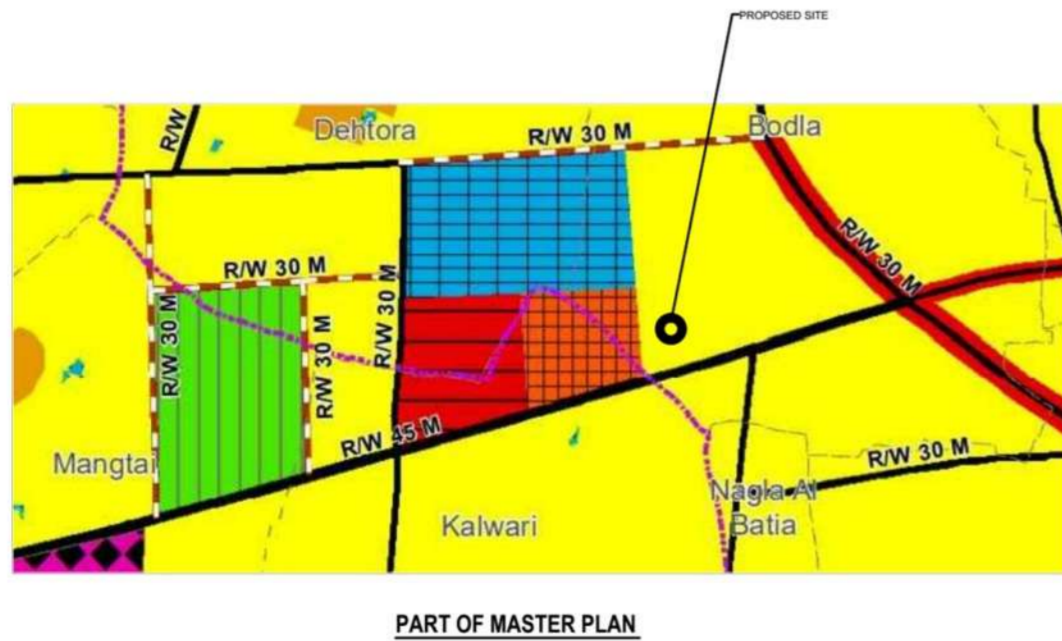 PROPOSED SITE
R/W
Dehtora
R/W 30 M
Bodla
R/W 30 M
R/W 30 M
R/W 30 M
R/W 30 M
R/W 30 M
R/W 30 M
R/W 45 M
Mangtai
R/W 30 M
Kalwari
Nagla Al
Batia
PART OF MASTER PLAN